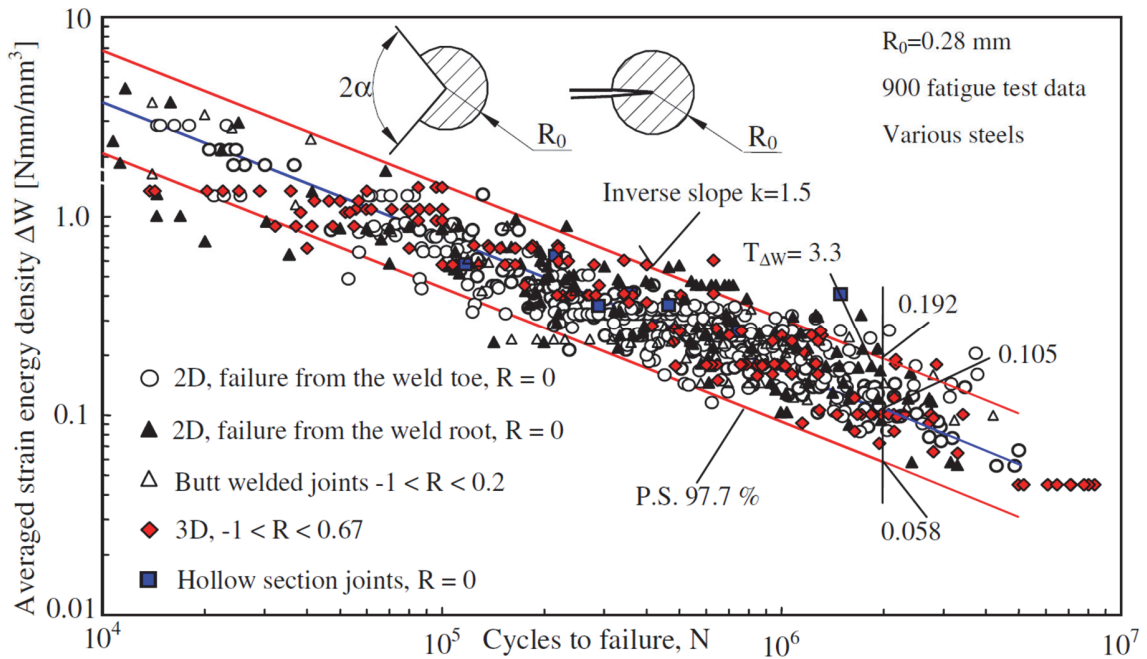 Averaged strain energy density ΔW [Nmm/mm³]
10
1.0
0.1
0.01
2α
R₀
R₀
R₀=0.28 mm
900 fatigue test data
Various steels
Inverse slope k=1.5
T_ΔW= 3.3
0.192
0.105
0.058
P.S. 97.7 %
2D, failure from the weld toe, R = 0
2D, failure from the weld root, R = 0
Butt welded joints -1 < R < 0.2
3D, -1 < R < 0.67
Hollow section joints, R = 0
10⁴
10⁵
10⁶
10⁷
Cycles to failure, N